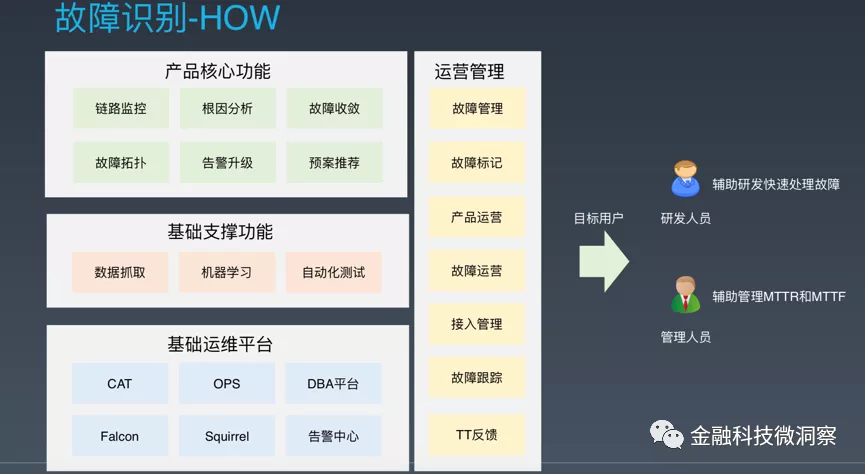 故障识别-HOW
产品核心功能
链路监控 根因分析 故障收敛
故障拓扑 告警升级 预案推荐
基础支撑功能
数据抓取 机器学习 自动化测试
基础运维平台
CAT OPS DBA平台
Falcon Squirrel 告警中心
运营管理
故障管理
故障标记
产品运营
故障运营
接入管理
故障跟踪
TT反馈
目标用户
辅助研发快速处理故障
研发人员
辅助管理MTTR和MTTF
管理人员
金融科技微洞察